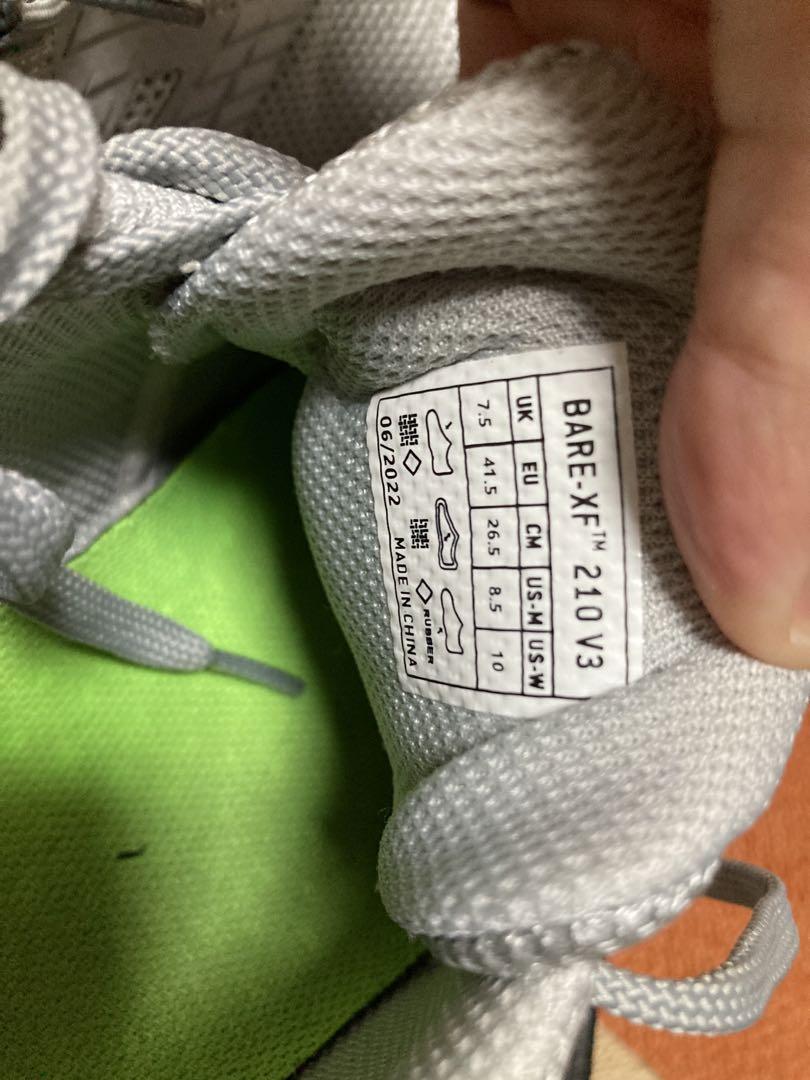 BARE-XF™ 210 V3
UK EU CM US-M US-W
7.5 41.5 26.5 8.5 10
RUBBER
06/2022 MADE IN CHINA